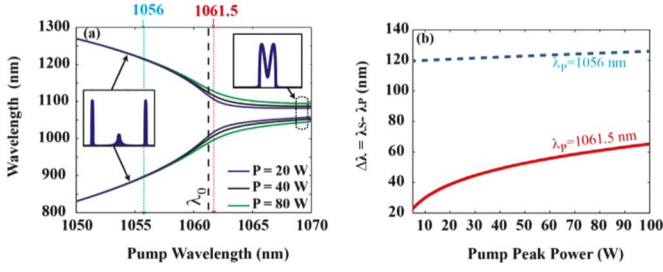 1056 1061.5
(a)
Wavelength (nm)
1300
1200
1100
1000
900
800
P = 20 W
P = 40 W
P = 80 W
λ0
1050 1055 1060 1065 1070
Pump Wavelength (nm)
(b)
Δλ = λS- λP (nm)
140
120
100
80
60
40
20
λP=1056 nm
λP=1061.5 nm
10 20 30 40 50 60 70 80 90 100
Pump Peak Power (W)